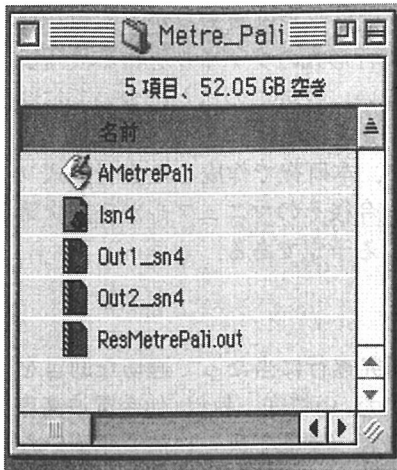 Metre_Pali
5 項目、52.05 GB 空き
名前
AMetrePali
Isn4
Out1_sn4
Out2_sn4
ResMetrePali.out